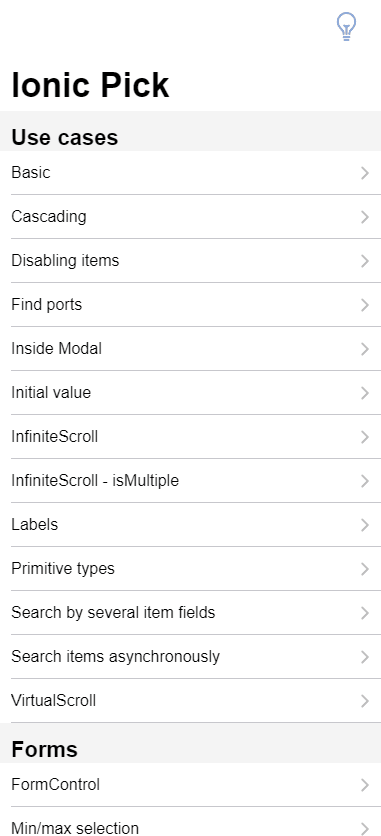 Ionic Pick
Use cases
Basic
Cascading
Disabling items
Find ports
Inside Modal
Initial value
InfiniteScroll
InfiniteScroll - isMultiple
Labels
Primitive types
Search by several item fields
Search items asynchronously
VirtualScroll
Forms
FormControl
Min/max selection